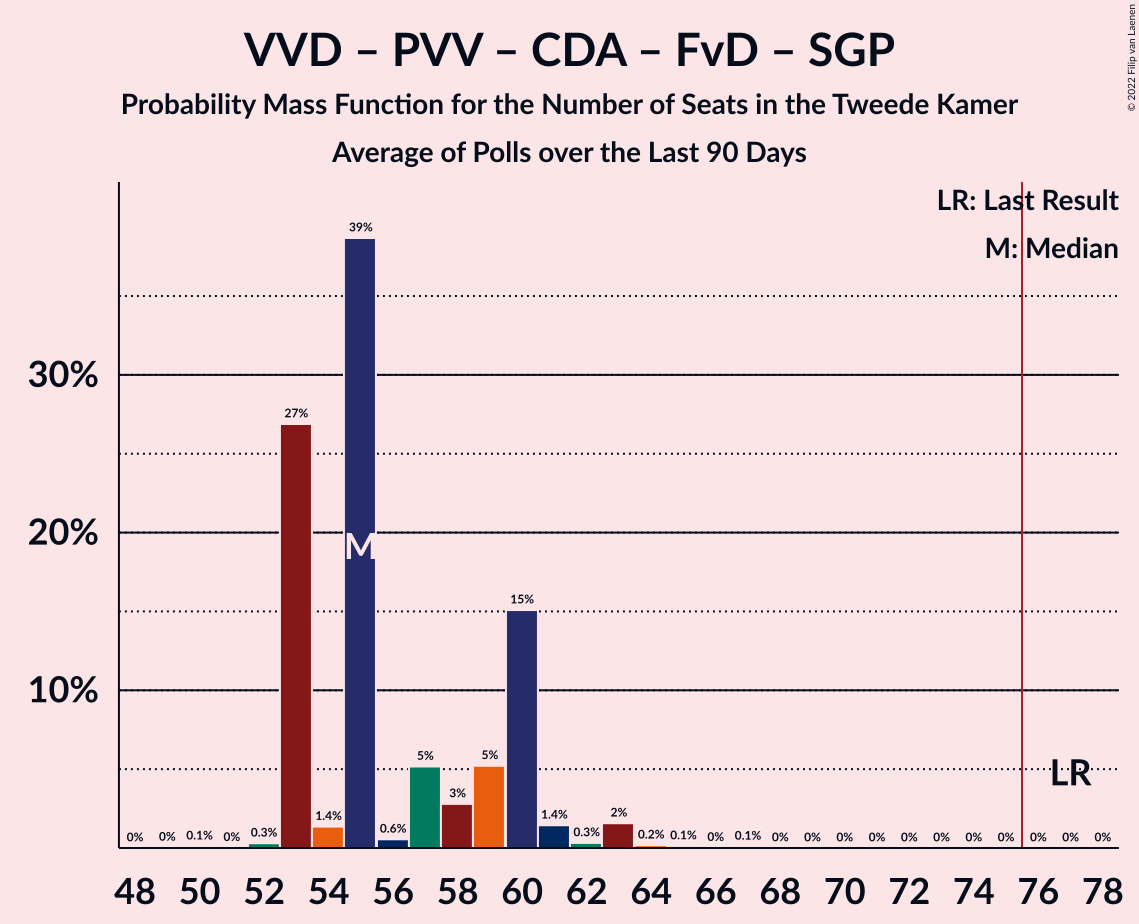 VVD – PVV – CDA – FvD – SGP
Probability Mass Function for the Number of Seats in the Tweede Kamer
Average of Polls over the Last 90 Days
© 2022 Filip van Laenen
LR: Last Result
M: Median
30%
20%
10%
0% 0% 0.1% 0% 0.3% 27% 1.4% 39% 0.6% 5% 3% 5% 15% 1.4% 0.3% 2% 0.2% 0.1% 0% 0.1% 0% 0% 0% 0% 0% 0% 0% 0% 0% 0% 0%
M
LR
48 50 52 54 56 58 60 62 64 66 68 70 72 74 76 78